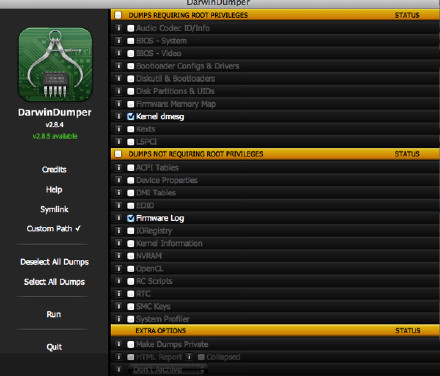 DarwinDumper
DUMPS REQUIRING ROOT PRIVILEGES STATUS
Audio Codec ID/Info
BIOS - System
BIOS - Video
Bootloader Configs & Drivers
Diskutil & Bootloaders
Disk Partitions & UIDs
Firmware Memory Map
Kernel dmesg
Kexts
LSPCI
DUMPS NOT REQUIRING ROOT PRIVILEGES STATUS
ACPI Tables
Device Properties
DMI Tables
EDID
Firmware Log
IORegistry
Kernel Information
NVRAM
OpenCL
RC Scripts
RTC
SMC Keys
System Profiler
EXTRA OPTIONS STATUS
Make Dumps Private
HTML Report Collapsed
Don't Archive
DarwinDumper
v2.8.4
v2.8.5 available
Credits
Help
Symlink
Custom Path ✓
Deselect All Dumps
Select All Dumps
Run
Quit